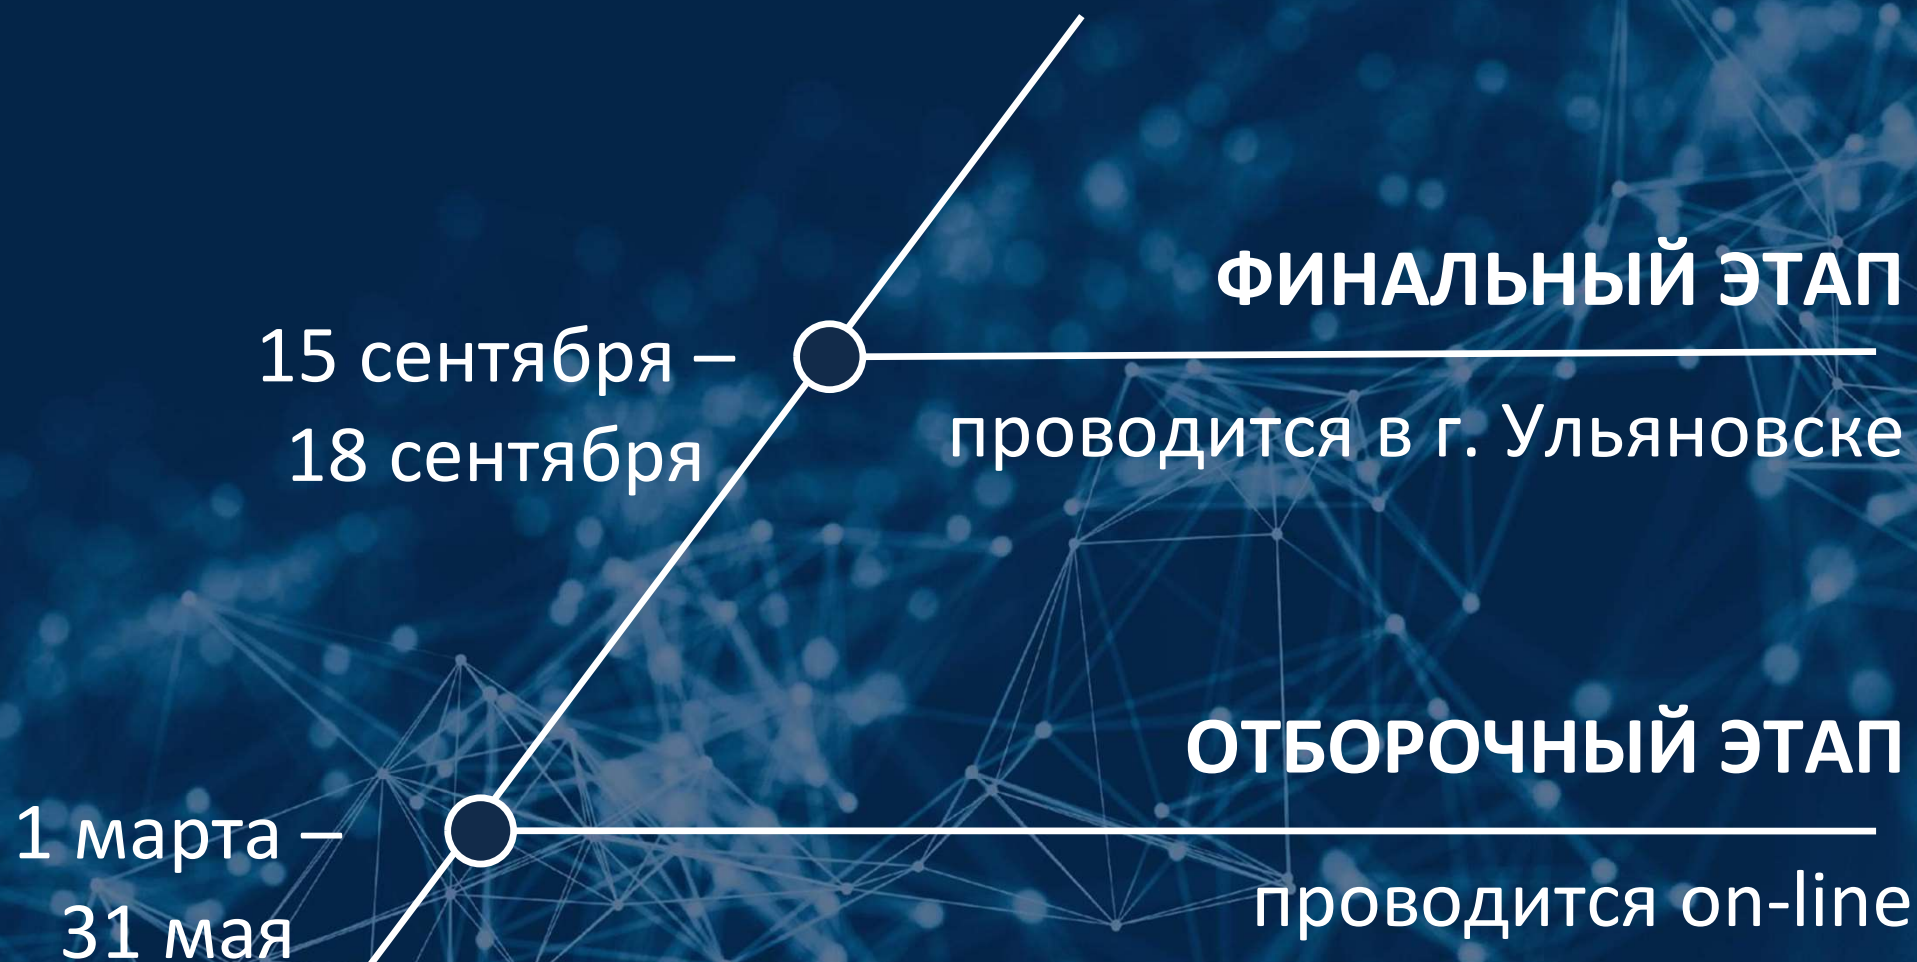 ФИНАЛЬНЫЙ ЭТАП
15 сентября –
18 сентября
проводится в г. Ульяновске
ОТБОРОЧНЫЙ ЭТАП
1 марта –
31 мая
проводится on-line